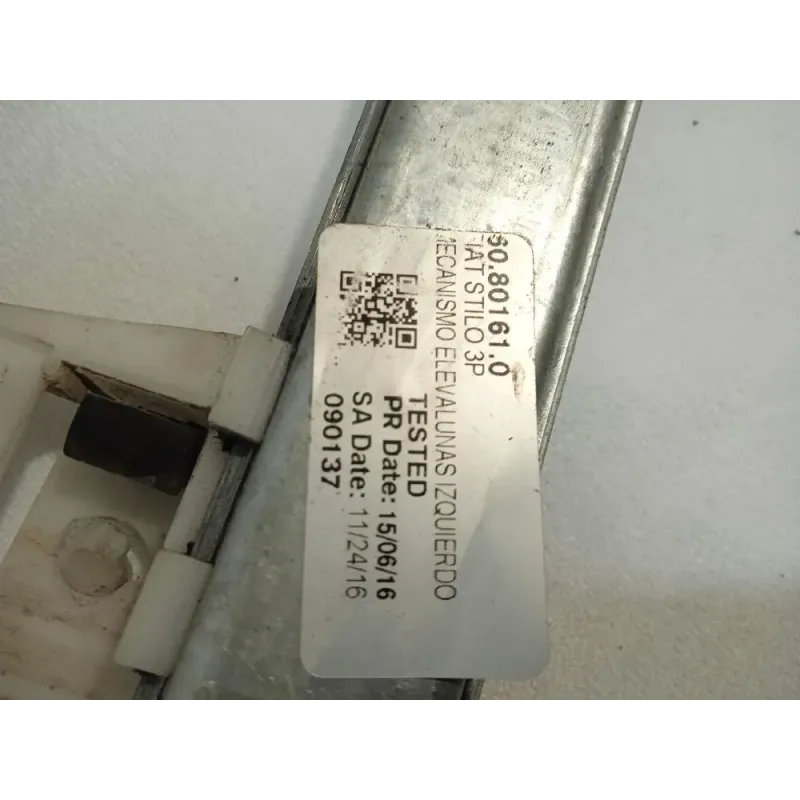 60.80161.0
FIAT STILO 3P
MECANISMO ELEVALUNAS IZQUIERDO
TESTED
PR Date: 15/06/16
SA Date: 11/24/16
090137